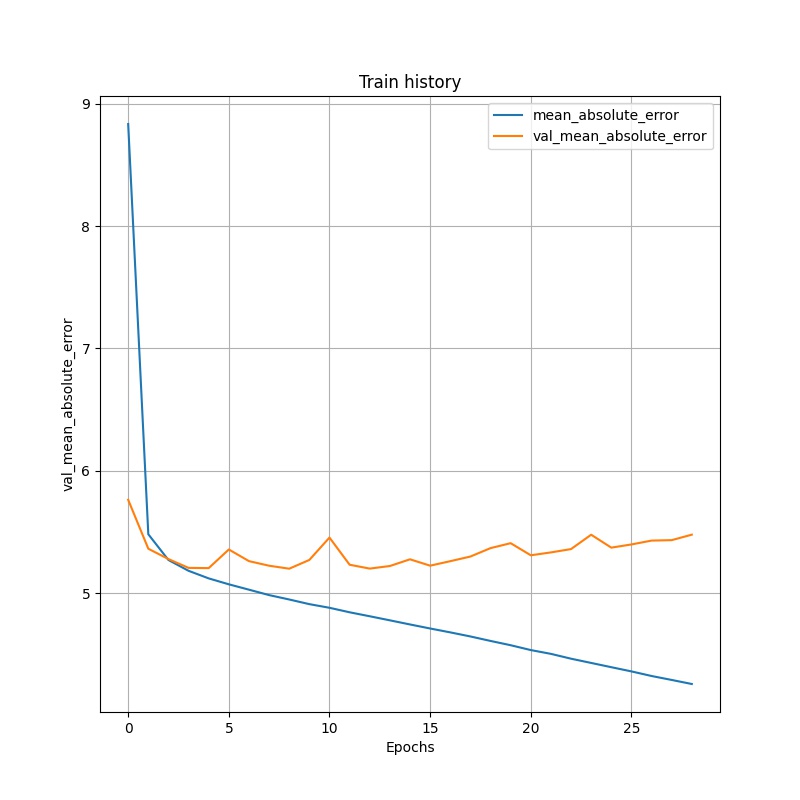 Train history
mean_absolute_error
val_mean_absolute_error
val_mean_absolute_error
9
8
7
6
5
0 5 10 15 20 25
Epochs